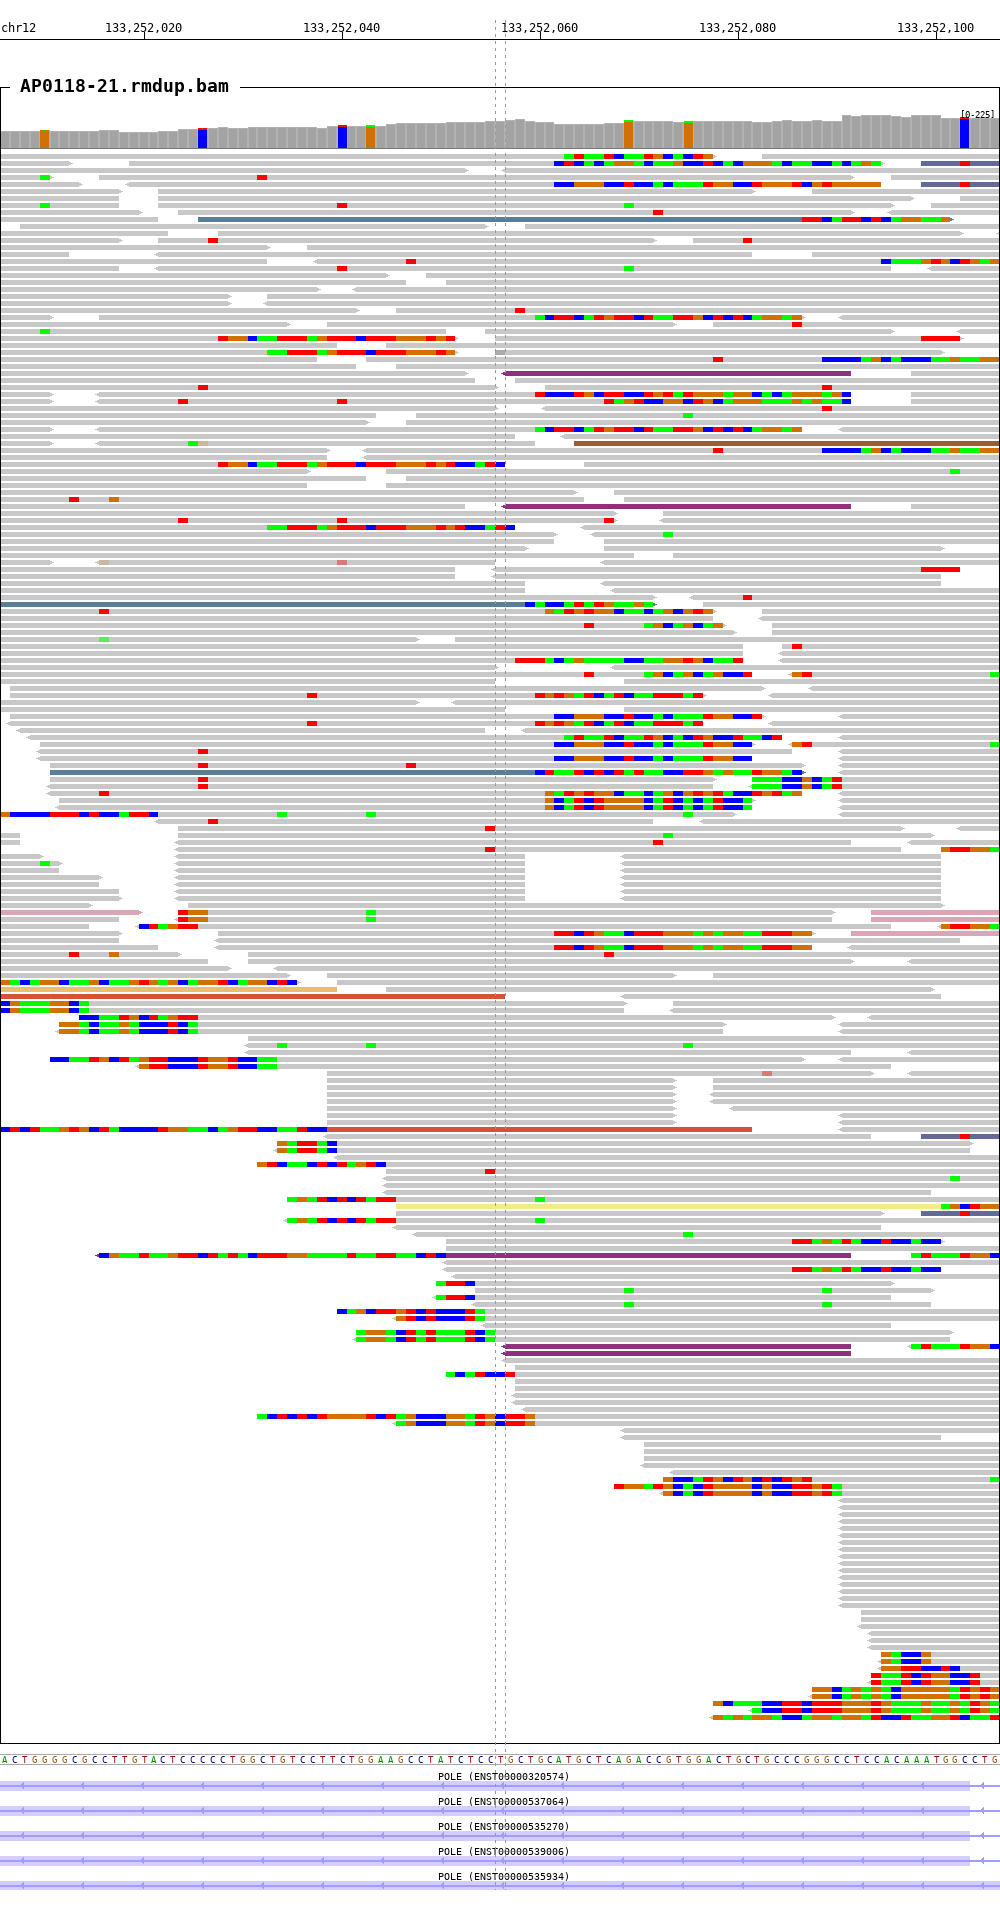 chr12 133,252,020 133,252,040 133,252,060 133,252,080 133,252,100
AP0118-21.rmdup.bam
[0-225]
ACTGGGGCGCCTTGTACTCCCCCTGGCTGTCCTTCTGGAAGCCTATCTCCTGCTGCATGCTCAGACCGTGGACTGCTGCCCGGGCCTCCACAAATGGCCTG
POLE (ENST00000320574)
POLE (ENST00000537064)
POLE (ENST00000535270)
POLE (ENST00000539006)
POLE (ENST00000535934)